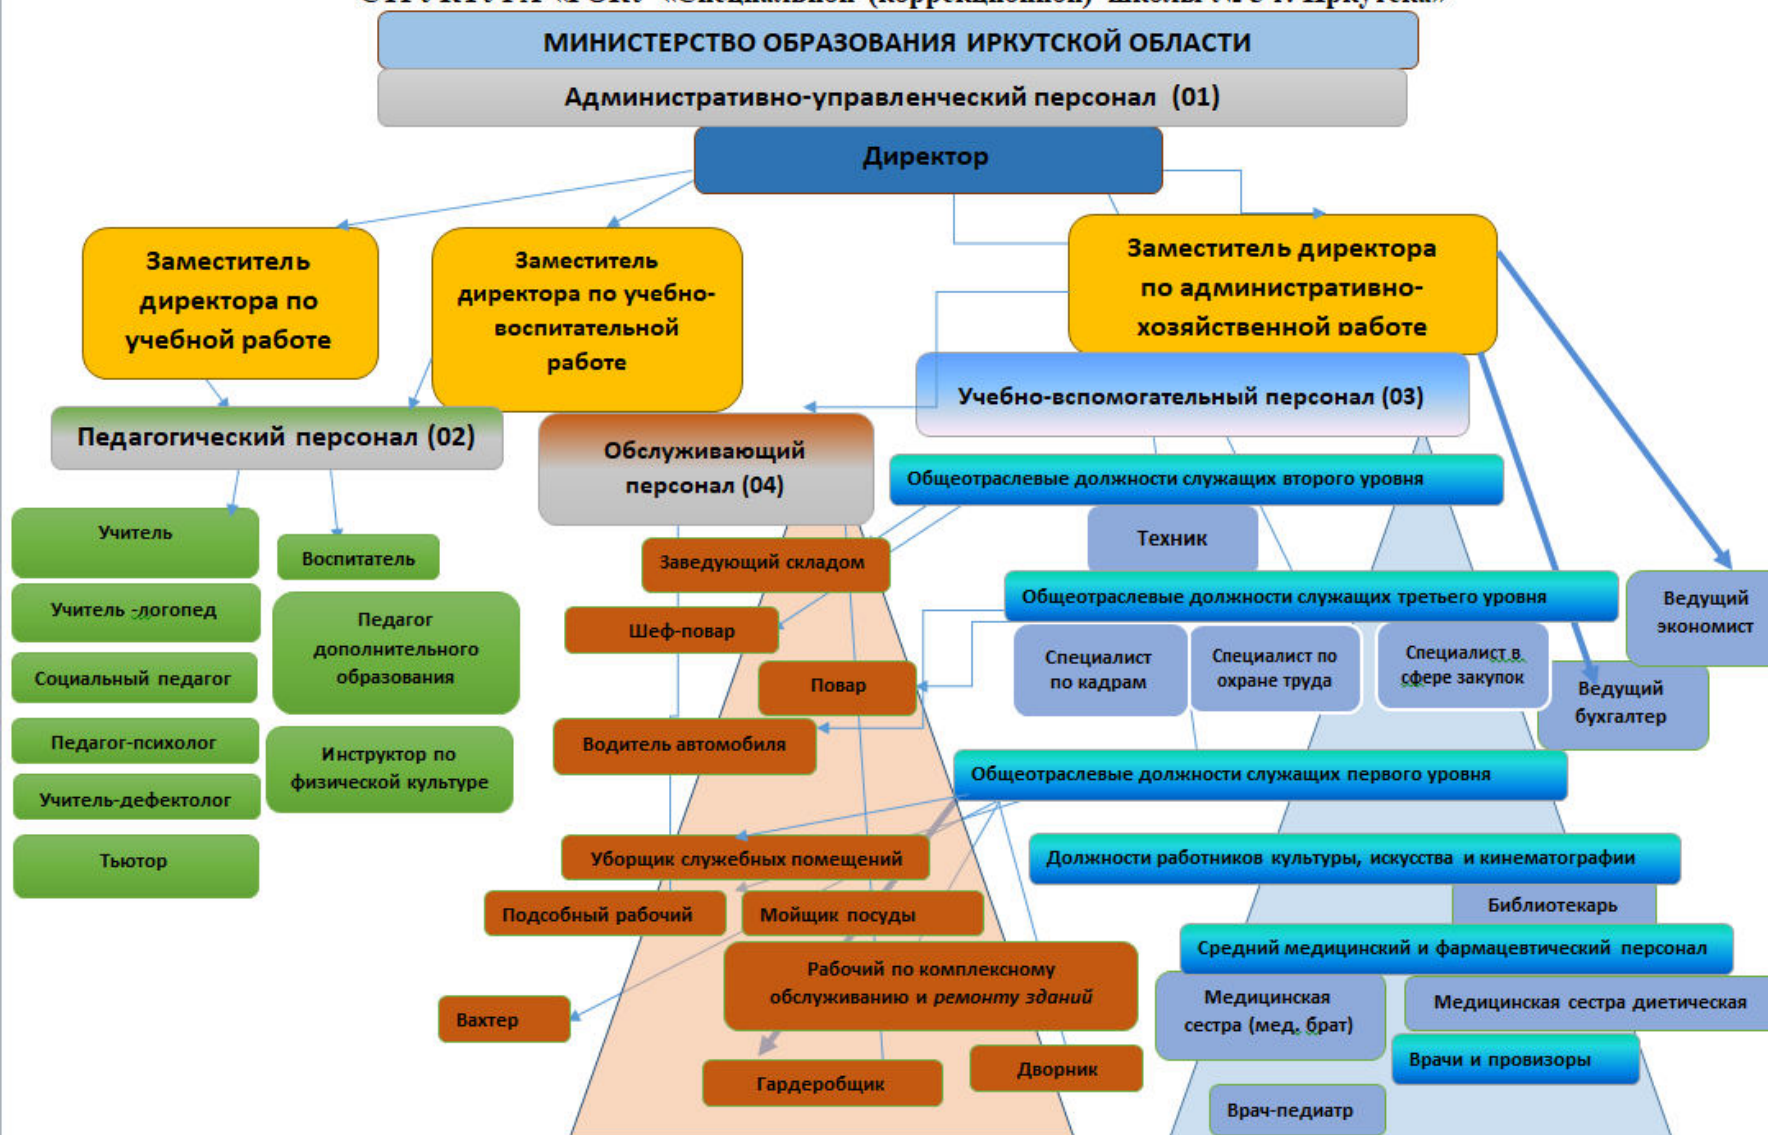 «Специальной (коррекционной) школы № 3 г. Иркутска»
МИНИСТЕРСТВО ОБРАЗОВАНИЯ ИРКУТСКОЙ ОБЛАСТИ
Административно-управленческий персонал (01)
Директор
Заместитель
директора по
учебной работе
Заместитель
директора по учебно-
воспитательной
работе
Заместитель директора
по административно-
хозяйственной работе
Учебно-вспомогательный персонал (03)
Педагогический персонал (02)
Обслуживающий
персонал (04)
Общеотраслевые должности служащих второго уровня
Учитель
Воспитатель
Техник
Заведующий складом
Общеотраслевые должности служащих третьего уровня
Ведущий
экономист
Учитель -логопед
Педагог
дополнительного
образования
Шеф-повар
Специалист
по кадрам
Специалист по
охране труда
Специалист в
сфере закупок
Социальный педагог
Повар
Ведущий
бухгалтер
Педагог-психолог
Инструктор по
физической культуре
Водитель автомобиля
Общеотраслевые должности служащих первого уровня
Учитель-дефектолог
Тьютор
Уборщик служебных помещений
Должности работников культуры, искусства и кинематографии
Подсобный рабочий
Мойщик посуды
Библиотекарь
Средний медицинский и фармацевтический персонал
Рабочий по комплексному
обслуживанию и ремонту зданий
Медицинская
сестра (мед. брат)
Медицинская сестра диетическая
Вахтер
Врачи и провизоры
Дворник
Гардеробщик
Врач-педиатр